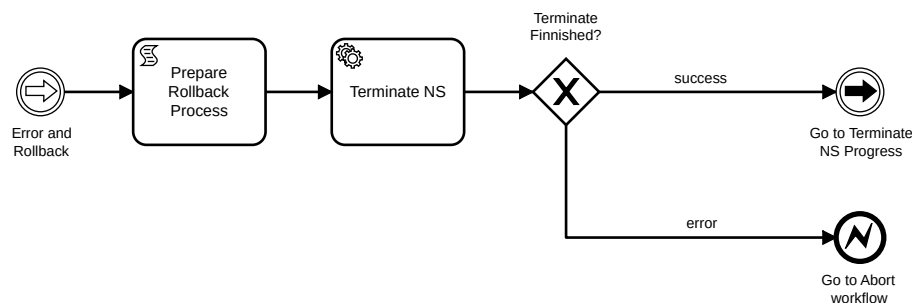 Terminate
Finnished?
Prepare
Rollback
Process
Terminate NS
success
Error and
Rollback
Go to Terminate
NS Progress
error
Go to Abort
workflow